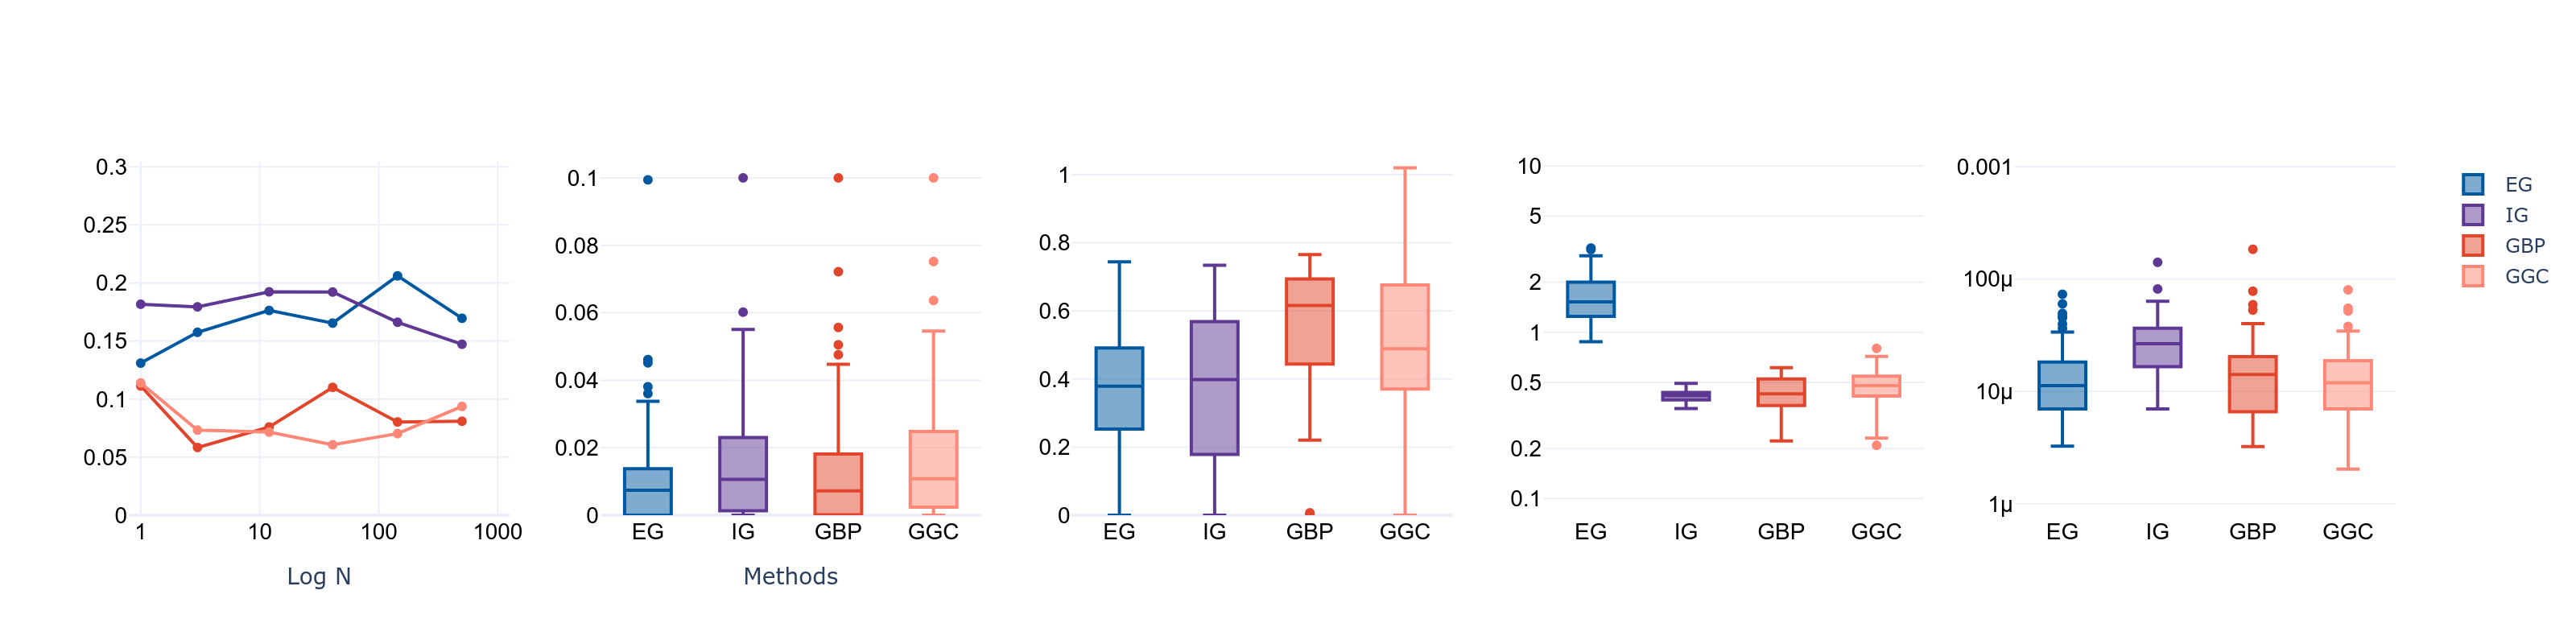 0.3
0.25
0.2
0.15
0.1
0.05
0
1 10 100 1000
Log N
0.1
0.08
0.06
0.04
0.02
0
EG IG GBP GGC
Methods
1
0.8
0.6
0.4
0.2
0
EG IG GBP GGC
10
5
2
1
0.5
0.2
0.1
EG IG GBP GGC
0.001
100μ
10μ
1μ
EG IG GBP GGC
EG
IG
GBP
GGC